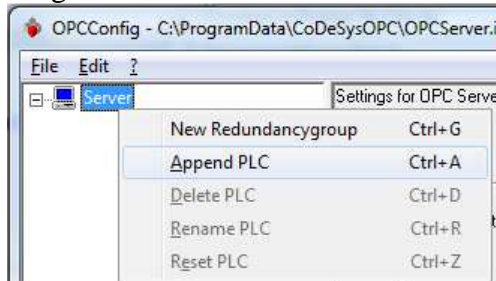 OPCConfig - C:\ProgramData\CoDeSysOPC\OPCServer.i
File Edit ?
Server
Settings for OPC Serve
New Redundancygroup Ctrl+G
Append PLC Ctrl+A
Delete PLC Ctrl+D
Rename PLC Ctrl+R
Reset PLC Ctrl+Z